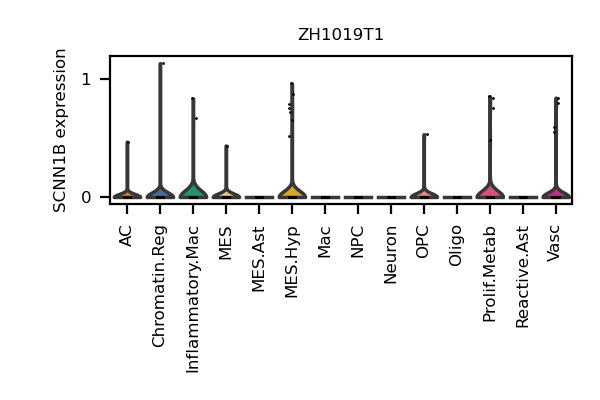 ZH1019T1
SCNN1B expression
1
0
AC
Chromatin.Reg
Inflammatory.Mac
MES
MES.Ast
MES.Hyp
Mac
NPC
Neuron
OPC
Oligo
Prolif.Metab
Reactive.Ast
Vasc